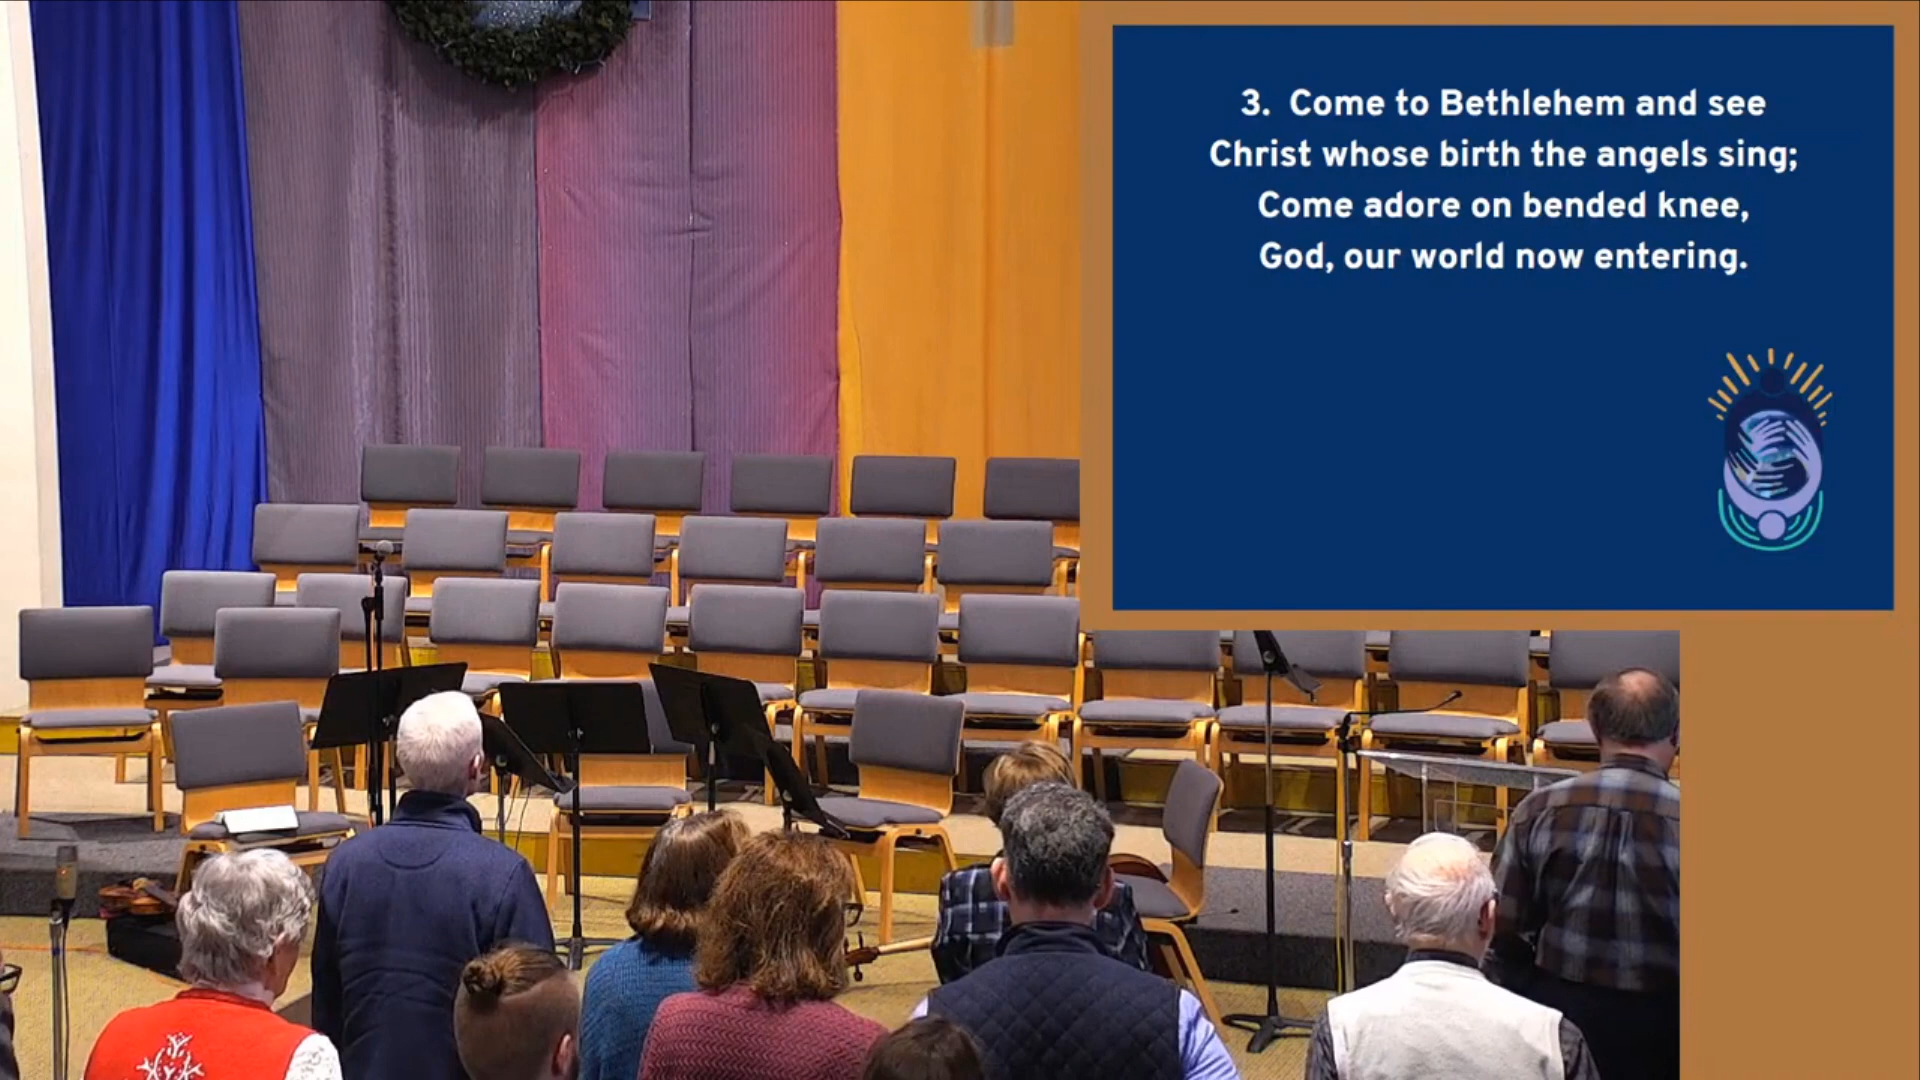 3. Come to Bethlehem and see
Christ whose birth the angels sing;
Come adore on bended knee,
God, our world now entering.